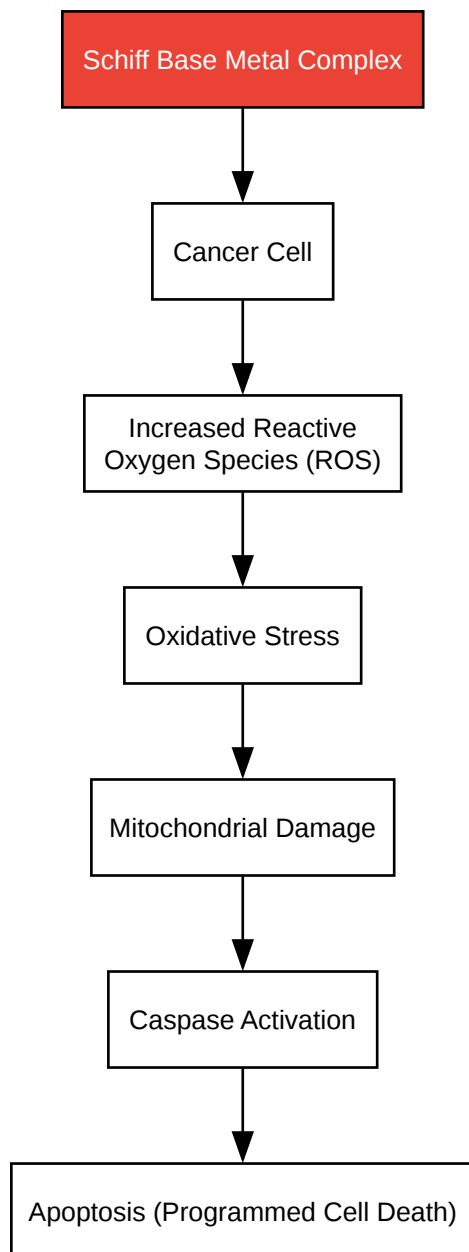 Schiff Base Metal Complex
Cancer Cell
Increased Reactive
Oxygen Species (ROS)
Oxidative Stress
Mitochondrial Damage
Caspase Activation
Apoptosis (Programmed Cell Death)